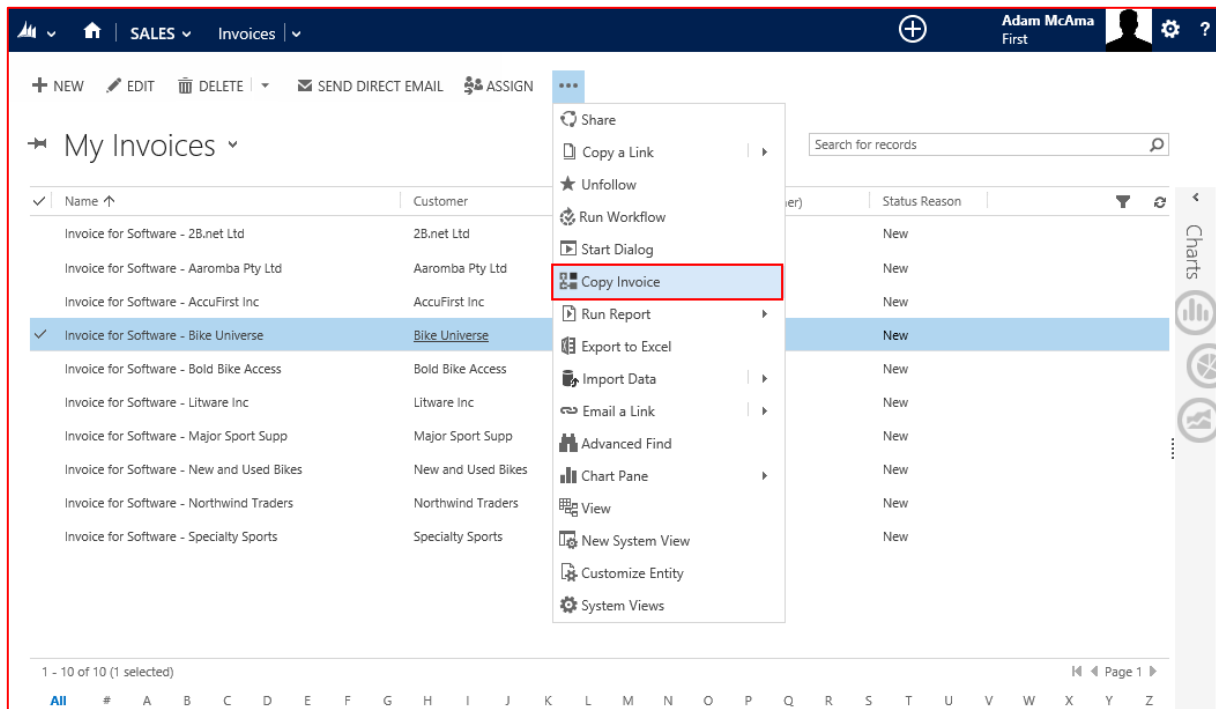 SALES Invoices Adam McAma
First ?
NEW EDIT DELETE SEND DIRECT EMAIL ASSIGN ...
My Invoices
Search for records
Name Customer er) Status Reason
Invoice for Software - 2B.net Ltd 2B.net Ltd New
Invoice for Software - Aaromba Pty Ltd Aaromba Pty Ltd New
Invoice for Software - AccuFirst Inc AccuFirst Inc New
Invoice for Software - Bike Universe Bike Universe New
Invoice for Software - Bold Bike Access Bold Bike Access New
Invoice for Software - Litware Inc Litware Inc New
Invoice for Software - Major Sport Supp Major Sport Supp New
Invoice for Software - New and Used Bikes New and Used Bikes New
Invoice for Software - Northwind Traders Northwind Traders New
Invoice for Software - Specialty Sports Specialty Sports New
Share
Copy a Link
Unfollow
Run Workflow
Start Dialog
Copy Invoice
Run Report
Export to Excel
Import Data
Email a Link
Advanced Find
Chart Pane
View
New System View
Customize Entity
System Views
Charts
1 - 10 of 10 (1 selected) Page 1
All # A B C D E F G H I J K L M N O P Q R S T U V W X Y Z